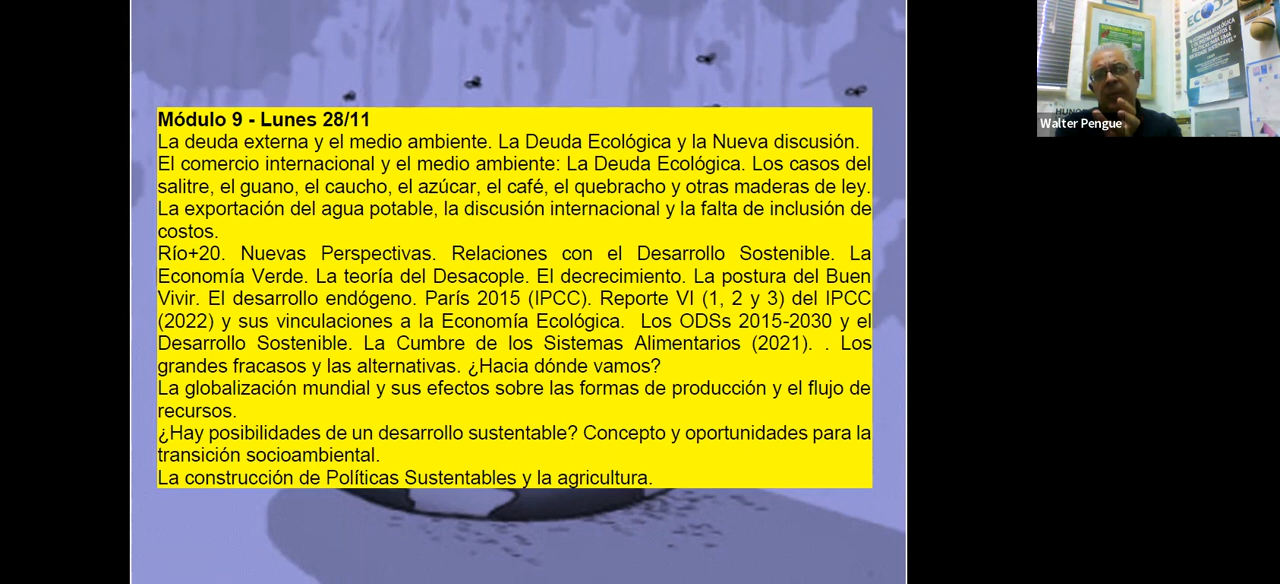 Módulo 9 - Lunes 28/11
La deuda externa y el medio ambiente. La Deuda Ecológica y la Nueva discusión.
El comercio internacional y el medio ambiente: La Deuda Ecológica. Los casos del
salitre, el guano, el caucho, el azúcar, el café, el quebracho y otras maderas de ley.
La exportación del agua potable, la discusión internacional y la falta de inclusión de
costos.
Río+20. Nuevas Perspectivas. Relaciones con el Desarrollo Sostenible. La
Economía Verde. La teoría del Desacople. El decrecimiento. La postura del Buen
Vivir. El desarrollo endógeno. París 2015 (IPCC). Reporte VI (1, 2 y 3) del IPCC
(2022) y sus vinculaciones a la Economía Ecológica. Los ODSs 2015-2030 y el
Desarrollo Sostenible. La Cumbre de los Sistemas Alimentarios (2021). . Los
grandes fracasos y las alternativas. ¿Hacia dónde vamos?
La globalización mundial y sus efectos sobre las formas de producción y el flujo de
recursos.
¿Hay posibilidades de un desarrollo sustentable? Concepto y oportunidades para la
transición socioambiental.
La construcción de Políticas Sustentables y la agricultura.
Walter Pengue